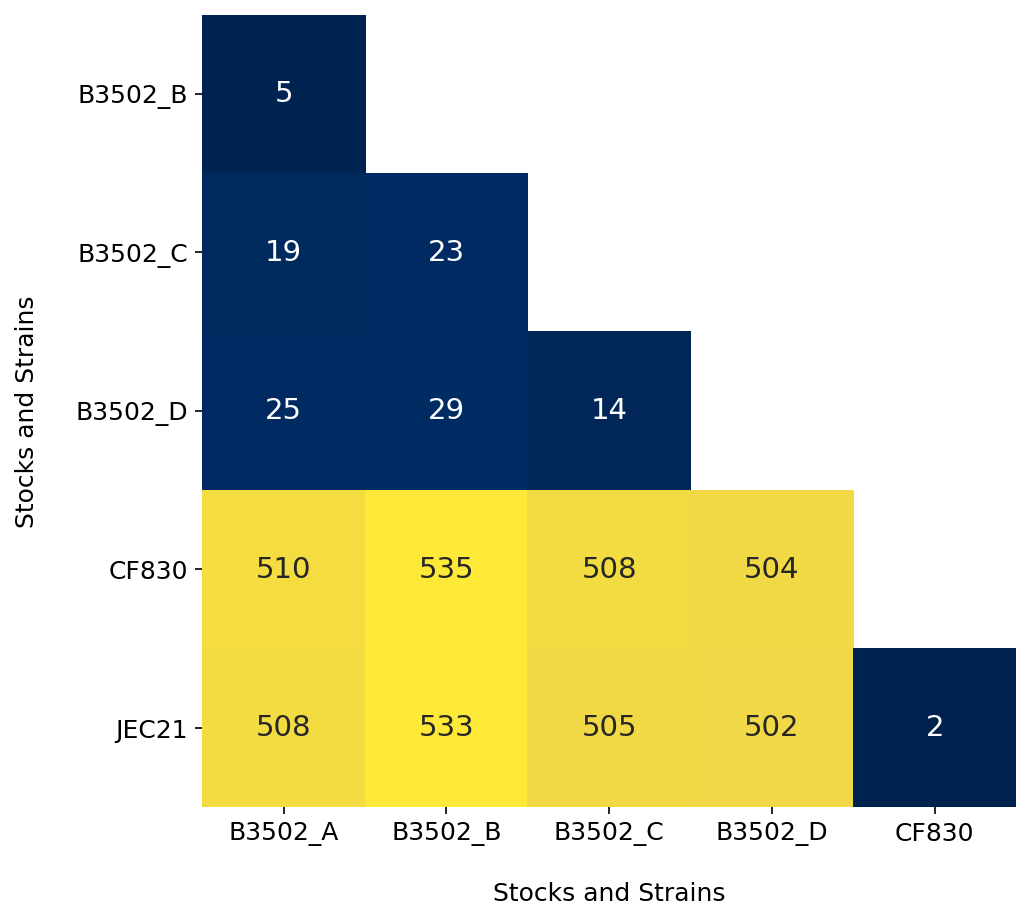 B3502_B 5
B3502_C 19 23
B3502_D 25 29 14
CF830 510 535 508 504
JEC21 508 533 505 502 2
B3502_A B3502_B B3502_C B3502_D CF830
Stocks and Strains
Stocks and Strains